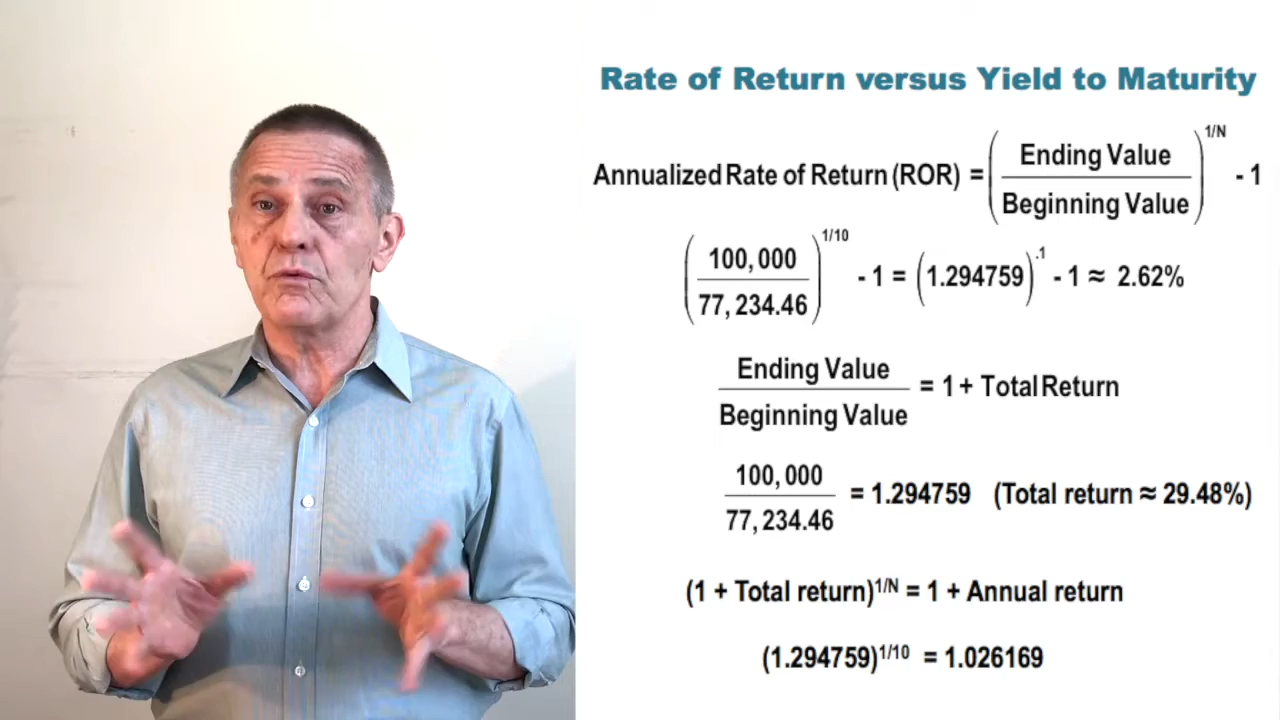 Rate of Return versus Yield to Maturity
Annualized Rate of Return (ROR) = (Ending Value / Beginning Value)^1/N - 1
(100,000 / 77,234.46)^1/10 - 1 = (1.294759)^.1 - 1 ≈ 2.62%
Ending Value / Beginning Value = 1 + Total Return
100,000 / 77,234.46 = 1.294759 (Total return ≈ 29.48%)
(1 + Total return)^1/N = 1 + Annual return
(1.294759)^1/10 = 1.026169